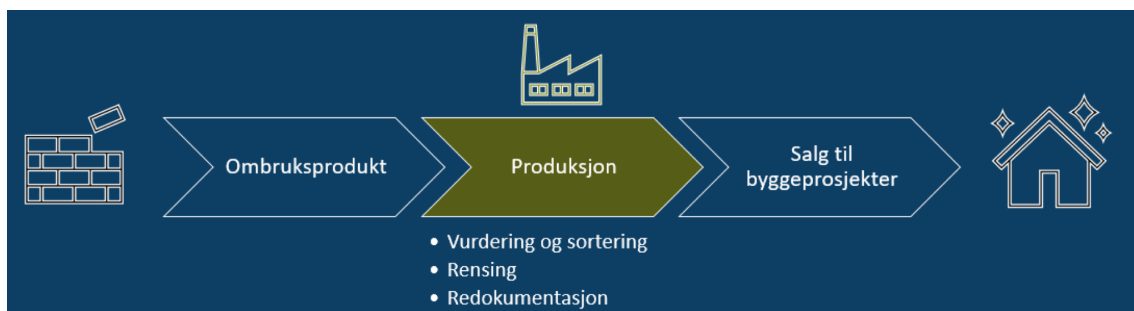 Ombruksprodukt
Produksjon
Salg til
byggeprosjekter
• Vurdering og sortering
• Rensing
• Redokumentasjon